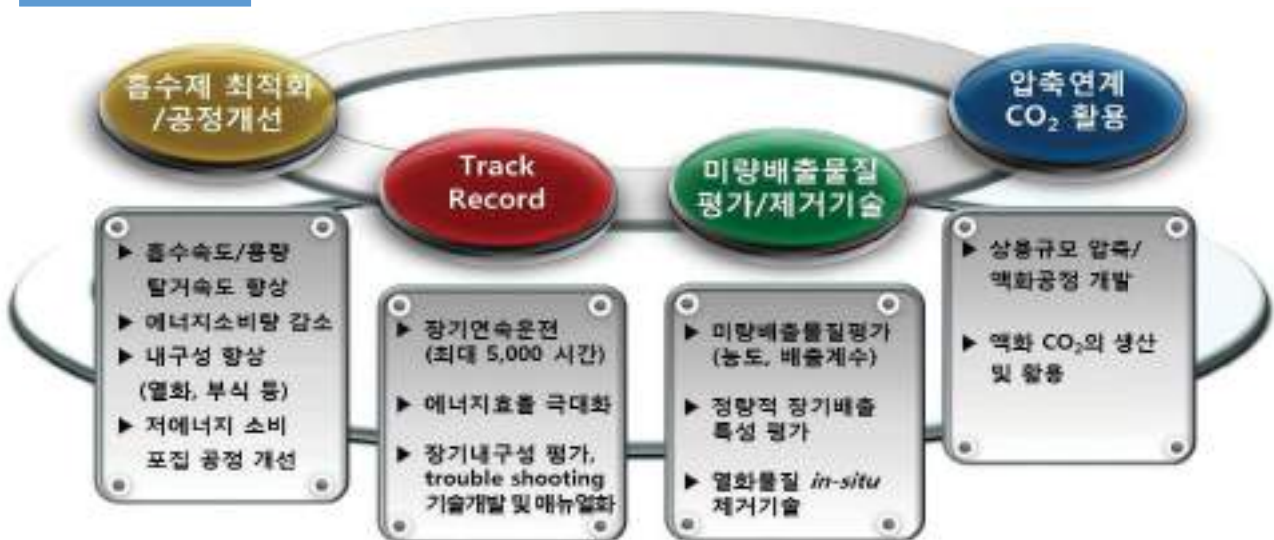 흡수제 최적화
/공정개선
Track
Record
미량배출물질
평가/제거기술
압축연계
CO₂ 활용
▶ 흡수속도/용량
탈거속도 향상
▶ 에너지소비량 감소
▶ 내구성 향상
(열화, 부식 등)
▶ 저에너지 소비
포집 공정 개선
▶ 장기연속운전
(최대 5,000 시간)
▶ 에너지효율 극대화
▶ 장기내구성 평가,
trouble shooting
기술개발 및 매뉴얼화
▶ 미량배출물질평가
(농도, 배출계수)
▶ 정량적 장기배출
특성 평가
▶ 열화물질 in-situ
제거기술
▶ 상용규모 압축/
액화공정 개발
▶ 액화 CO₂의 생산
및 활용